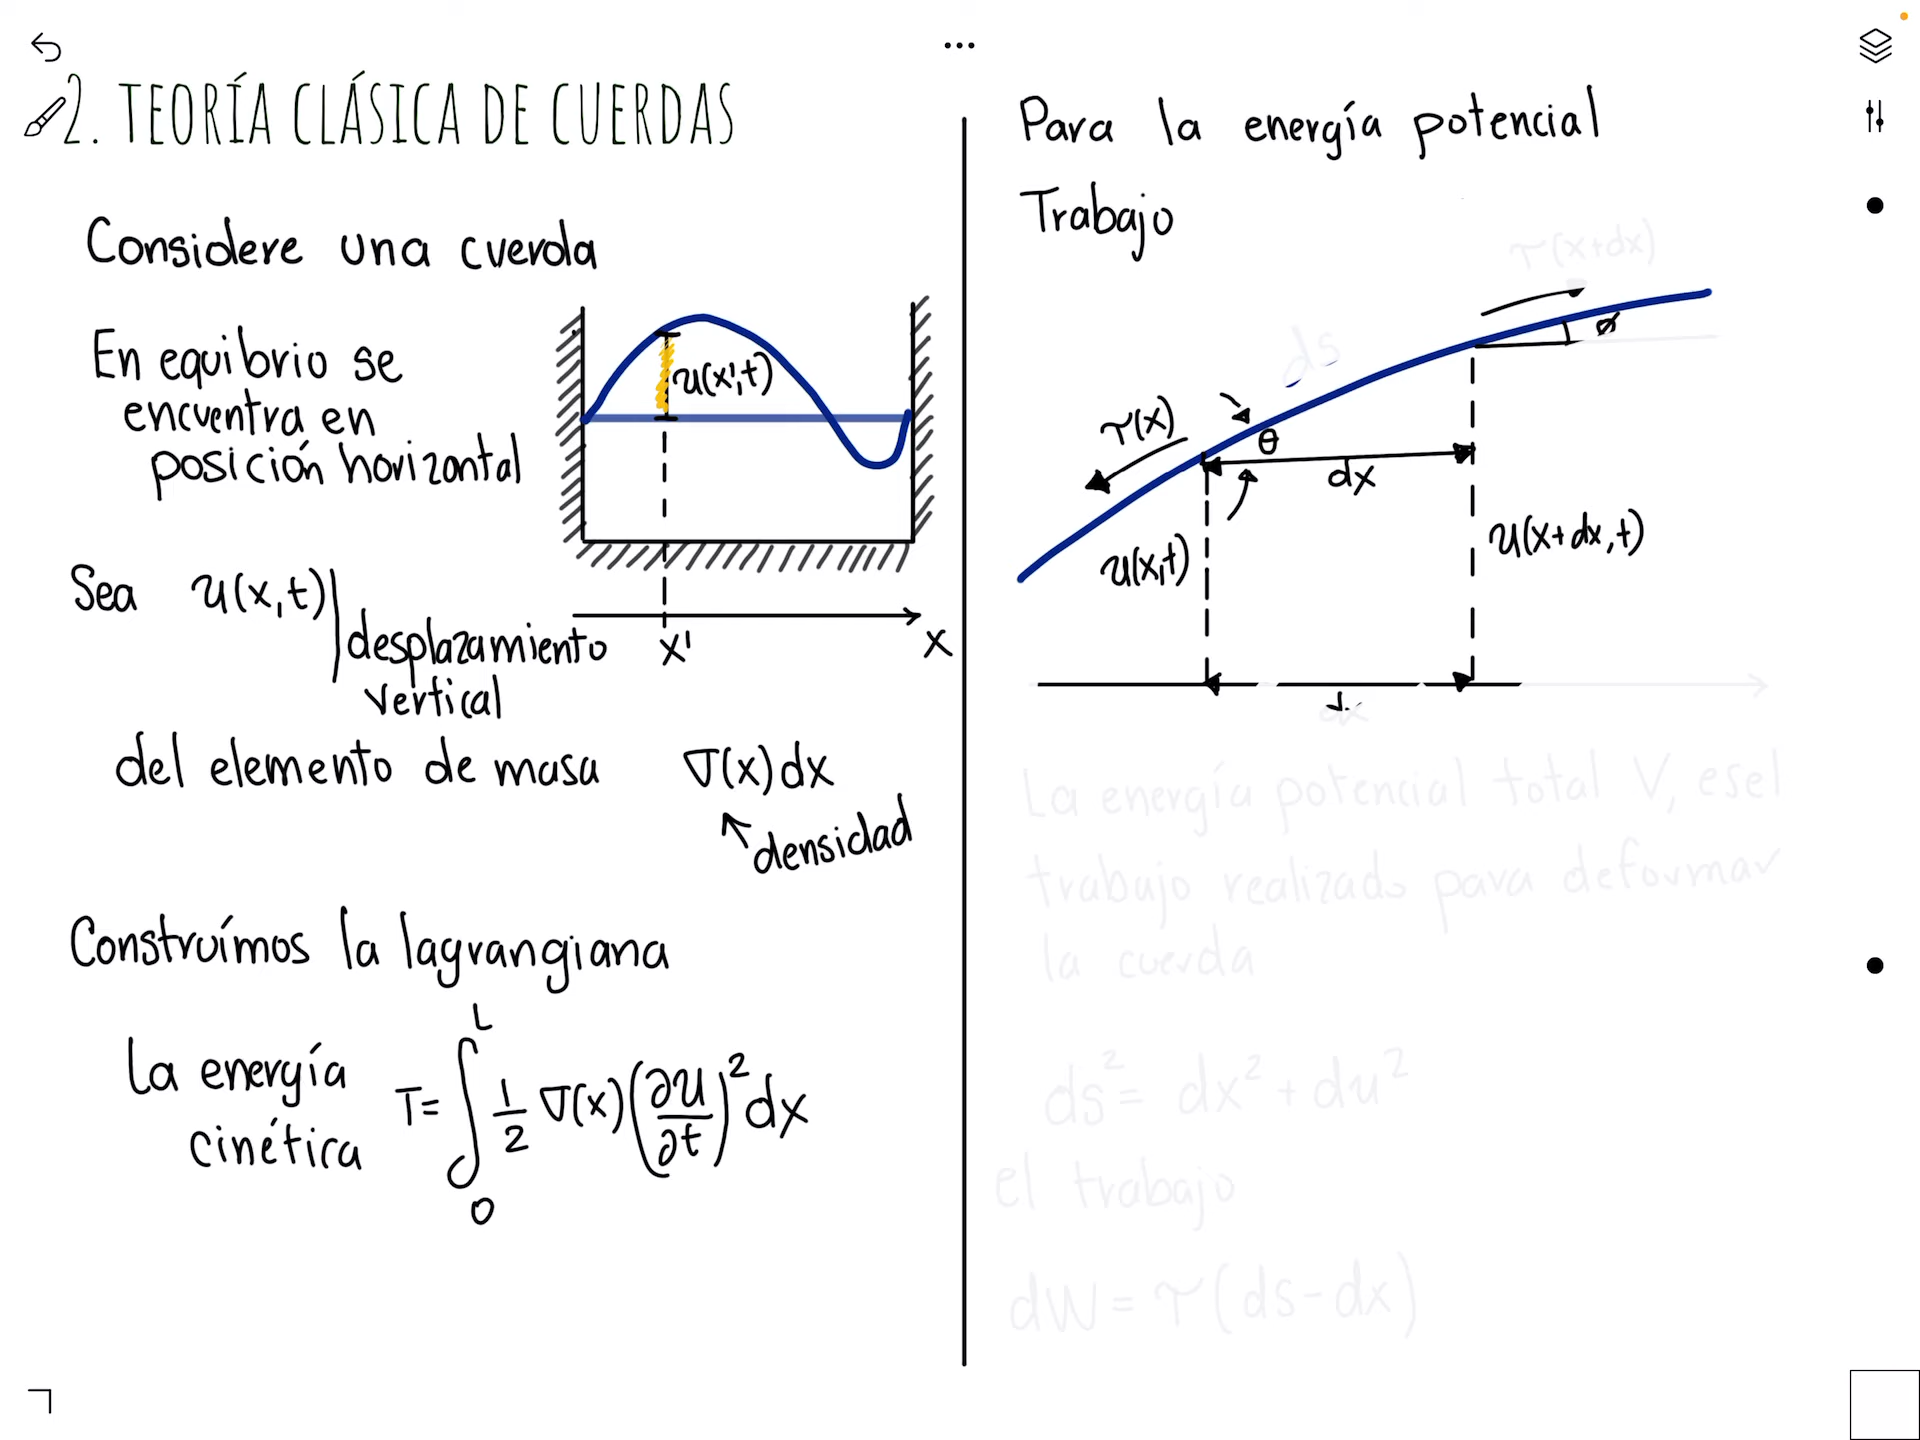 2. TEORÍA CLÁSICA DE CUERDAS
Considere una cuerda
En equibrio se
encuentra en
posición horizontal
u(x',t)
x'
x
Sea u(x,t)
desplazamiento
vertical
del elemento de masa σ(x)dx
densidad
Construímos la lagrangiana
La energía
cinética
T= ∫₀ᴸ 1/2 σ(x)(∂u/∂t)² dx
Para la energía potencial
Trabajo
τ(x+dx)
ds
ø
τ(x)
θ
dx
u(x,t)
u(x+dx,t)
dx
La energía potencial total V, es el
trabajo realizado para deformar
la cuerda
ds² = dx² + du²
el trabajo
dW = τ(ds-dx)